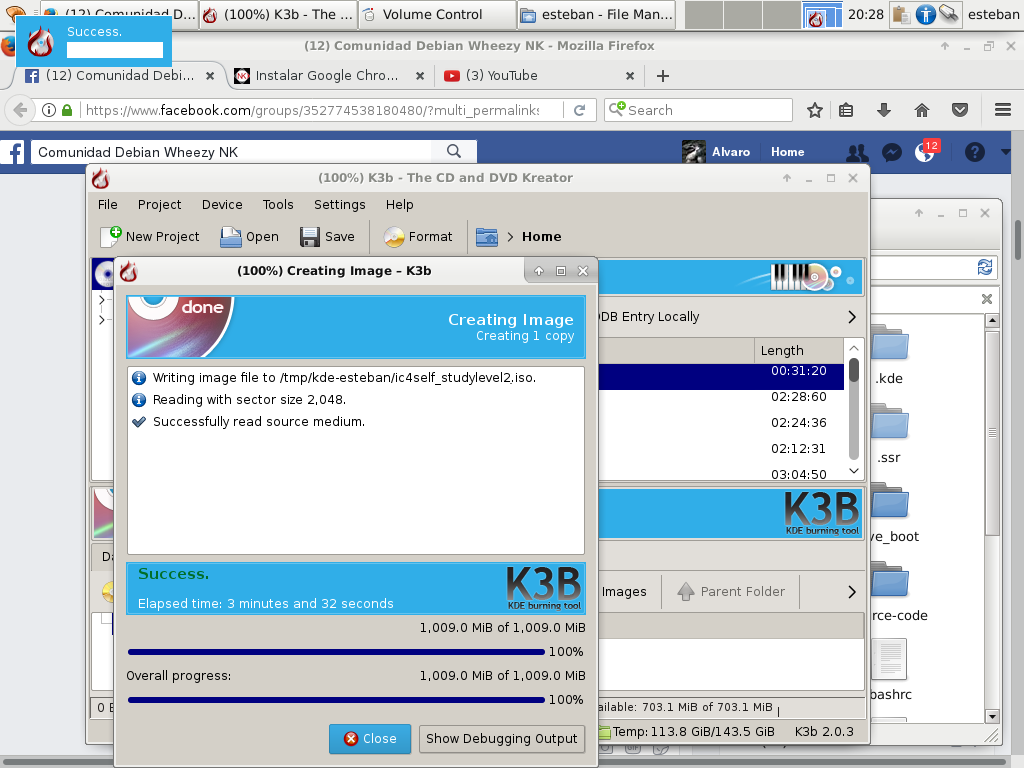 (12) Comunidad D...
(100%) K3b - The ...
Volume Control
esteban - File Man...
20:28
esteban
Success.
(12) Comunidad Debian Wheezy NK - Mozilla Firefox
(12) Comunidad Debi...
Instalar Google Chro...
(3) YouTube
https://www.facebook.com/groups/352774538180480/?multi_permalinks
Search
Comunidad Debian Wheezy NK
Alvaro
Home
12
(100%) K3b - The CD and DVD Kreator
File
Project
Device
Tools
Settings
Help
New Project
Open
Save
Format
Home
(100%) Creating Image – K3b
done
Creating Image
Creating 1 copy
Writing image file to /tmp/kde-esteban/ic4self_studylevel2.iso.
Reading with sector size 2,048.
Successfully read source medium.
Success.
Elapsed time: 3 minutes and 32 seconds
K3B
KDE burning tool
1,009.0 MiB of 1,009.0 MiB
100%
Overall progress:
1,009.0 MiB of 1,009.0 MiB
100%
Close
Show Debugging Output
DB Entry Locally
Length
00:31:20
02:28:60
02:24:36
02:12:31
03:04:50
K3B
KDE burning tool
Images
Parent Folder
ailable: 703.1 MiB of 703.1 MiB
Temp: 113.8 GiB/143.5 GiB
K3b 2.0.3
.kde
.ssr
ve_boot
rce-code
bashrc